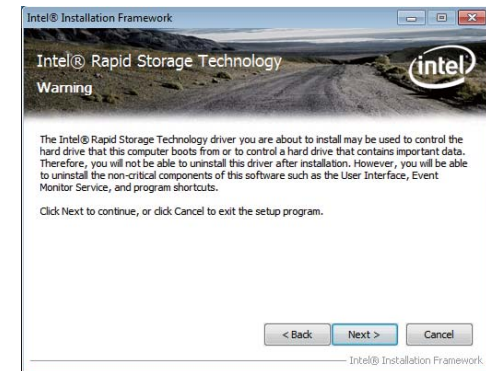 Intel® Installation Framework
Intel® Rapid Storage Technology
Warning
intel
The Intel® Rapid Storage Technology driver you are about to install may be used to control the
hard drive that this computer boots from or to control a hard drive that contains important data.
Therefore, you will not be able to uninstall this driver after installation. However, you will be able
to uninstall the non-critical components of this software such as the User Interface, Event
Monitor Service, and program shortcuts.
Click Next to continue, or click Cancel to exit the setup program.
< Back Next > Cancel
Intel® Installation Framework